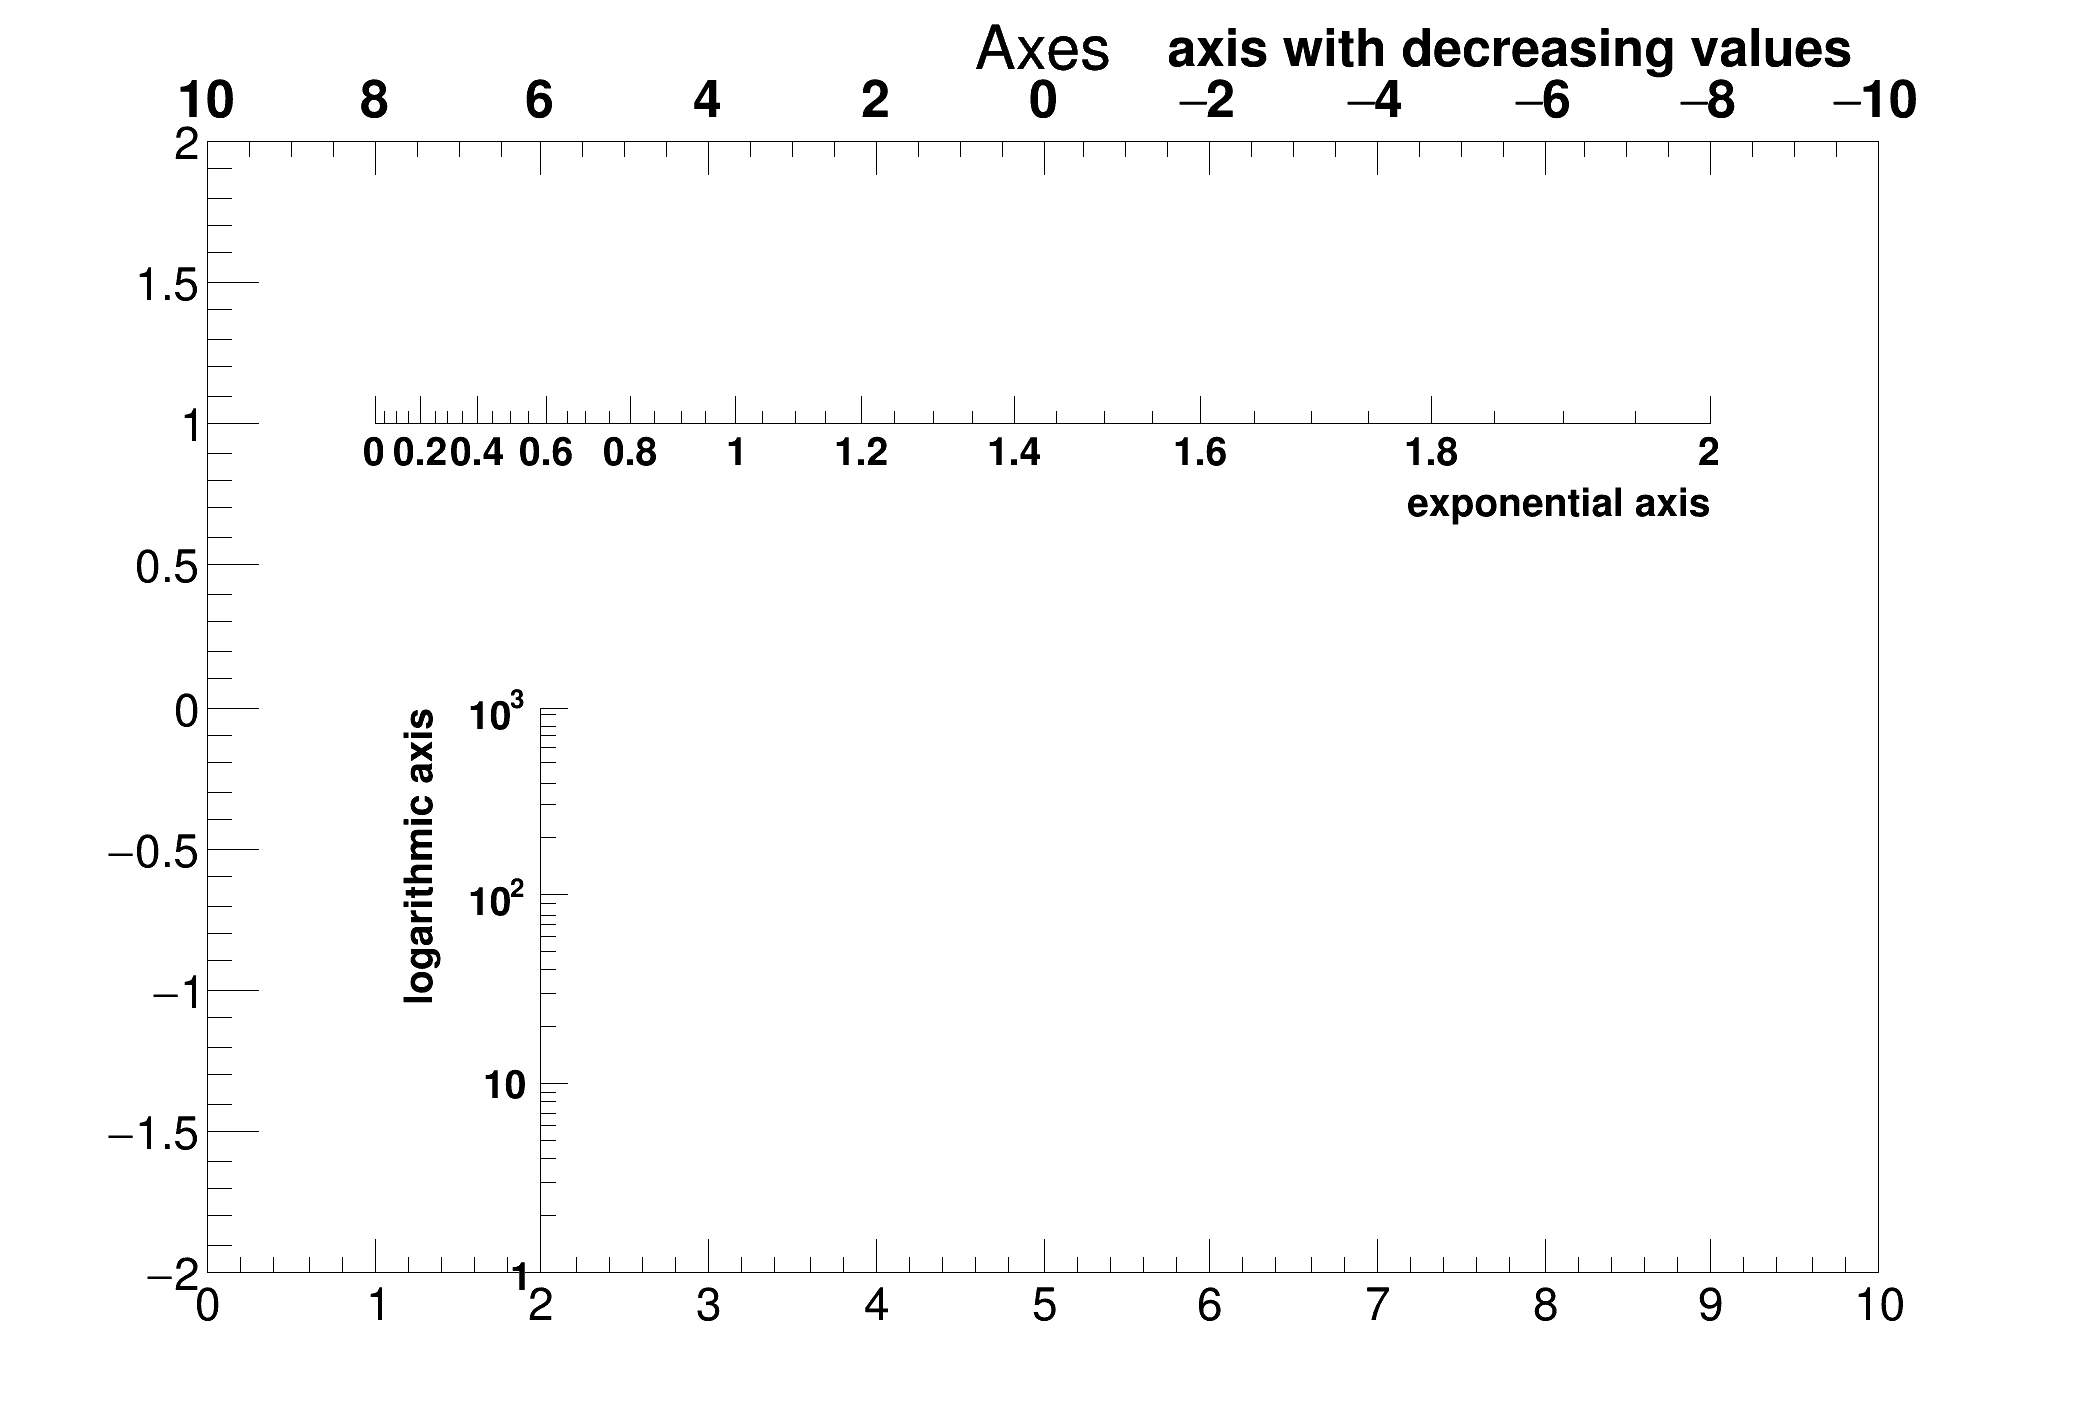 Axes axis with decreasing values
10 8 6 4 2 0 −2 −4 −6 −8 −10
2
1.5
1
0 0.2 0.4 0.6 0.8 1 1.2 1.4 1.6 1.8 2
exponential axis
0.5
0
−0.5
−1
−1.5
−2
logarithmic axis
10³
10²
10
1
0 1 2 3 4 5 6 7 8 9 10